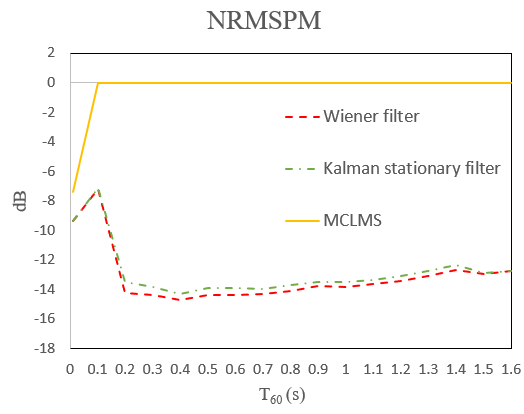 NRMSPM
2
0
-2
-4
-6
-8
-10
-12
-14
-16
-18
dB
Wiener filter
Kalman stationary filter
MCLMS
0 0.1 0.2 0.3 0.4 0.5 0.6 0.7 0.8 0.9 1 1.1 1.2 1.3 1.4 1.5 1.6
T60 (s)